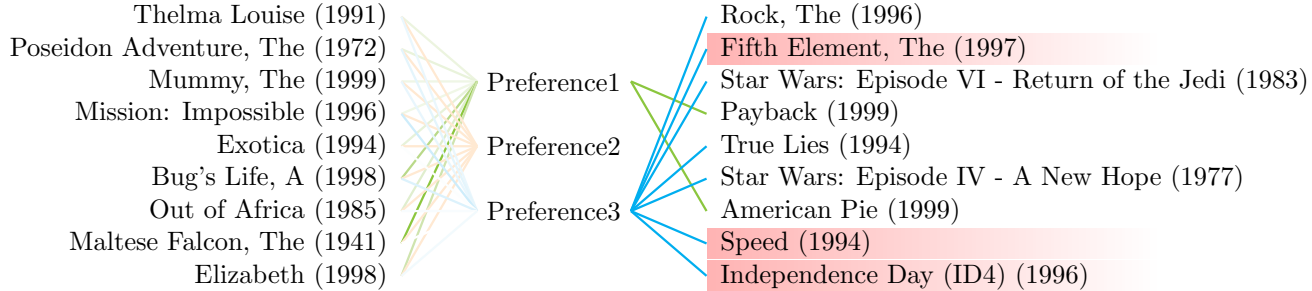 Thelma Louise (1991)
Poseidon Adventure, The (1972)
Mummy, The (1999)
Mission: Impossible (1996)
Exotica (1994)
Bug's Life, A (1998)
Out of Africa (1985)
Maltese Falcon, The (1941)
Elizabeth (1998)
Preference1
Preference2
Preference3
Rock, The (1996)
Fifth Element, The (1997)
Star Wars: Episode VI - Return of the Jedi (1983)
Payback (1999)
True Lies (1994)
Star Wars: Episode IV - A New Hope (1977)
American Pie (1999)
Speed (1994)
Independence Day (ID4) (1996)